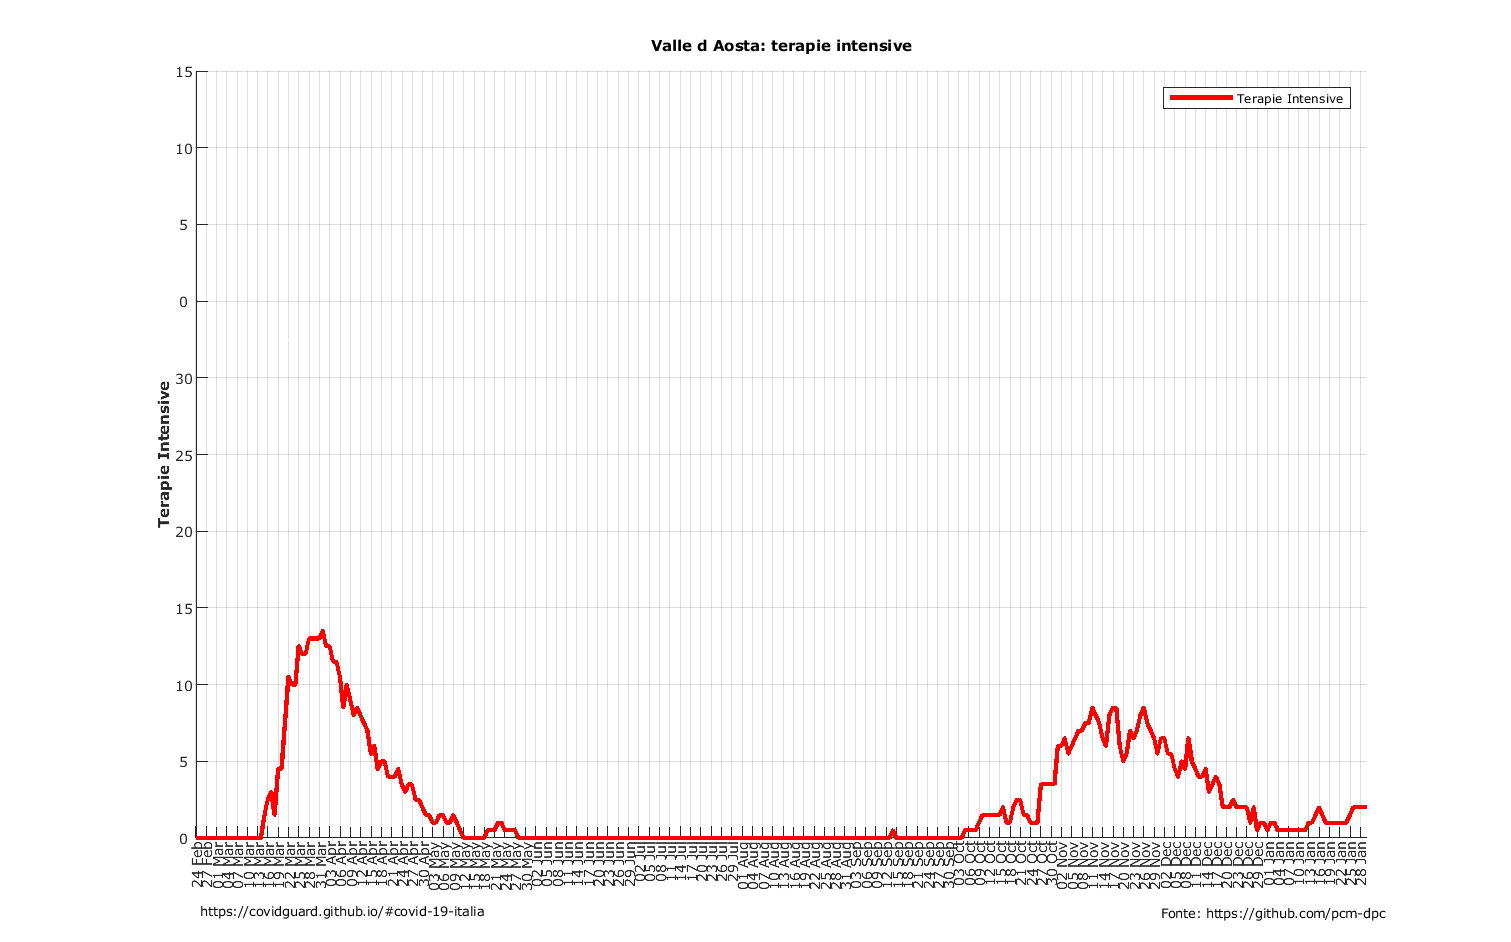 Valle d Aosta: terapie intensive
Terapie Intensive
15
10
5
0
30
25
20
15
10
5
0
Terapie Intensive
24 Feb
27 Feb
01 Mar
04 Mar
07 Mar
10 Mar
13 Mar
16 Mar
19 Mar
22 Mar
25 Mar
28 Mar
31 Mar
03 Apr
06 Apr
09 Apr
12 Apr
15 Apr
18 Apr
21 Apr
24 Apr
27 Apr
30 Apr
03 May
06 May
09 May
12 May
15 May
18 May
21 May
24 May
27 May
30 May
02 Jun
05 Jun
08 Jun
11 Jun
14 Jun
17 Jun
20 Jun
23 Jun
26 Jun
29 Jun
02 Jul
05 Jul
08 Jul
11 Jul
14 Jul
17 Jul
20 Jul
23 Jul
26 Jul
29 Jul
01 Aug
04 Aug
07 Aug
10 Aug
13 Aug
16 Aug
19 Aug
22 Aug
25 Aug
28 Aug
31 Aug
03 Sep
06 Sep
09 Sep
12 Sep
15 Sep
18 Sep
21 Sep
24 Sep
27 Sep
30 Sep
03 Oct
06 Oct
09 Oct
12 Oct
15 Oct
18 Oct
21 Oct
24 Oct
27 Oct
30 Oct
02 Nov
05 Nov
08 Nov
11 Nov
14 Nov
17 Nov
20 Nov
23 Nov
26 Nov
29 Nov
02 Dec
05 Dec
08 Dec
11 Dec
14 Dec
17 Dec
20 Dec
23 Dec
26 Dec
29 Dec
01 Jan
04 Jan
07 Jan
10 Jan
13 Jan
16 Jan
19 Jan
22 Jan
25 Jan
28 Jan
https://covidguard.github.io/#covid-19-italia
Fonte: https://github.com/pcm-dpc